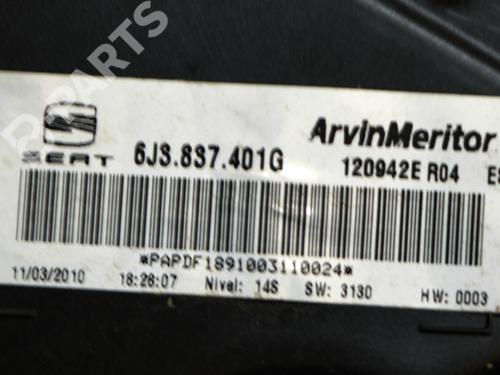 B-PARTS
SEAT
6J3.837.401G
ArvinMeritor
120942E R04
*PAPDF1891003110024*
11/03/2010 18:28:07 Nivel: 14S SW: 3130 HW: 0003